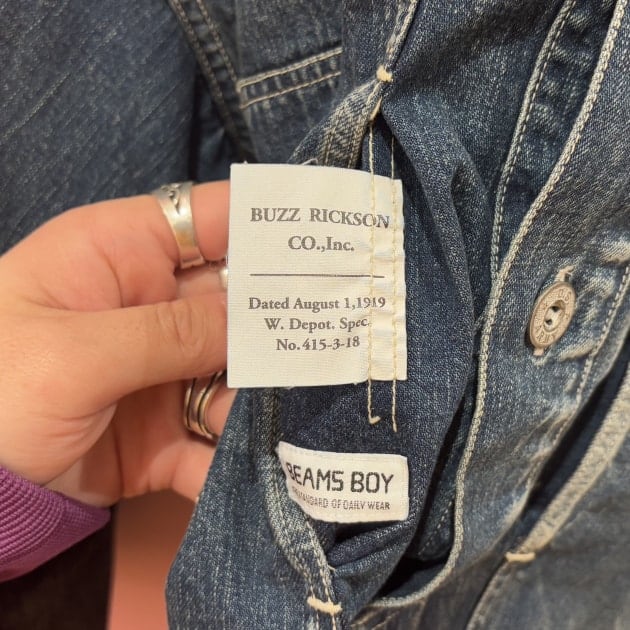 BUZZ RICKSON
CO.,Inc.
Dated August 1,1919
W. Depot. Spec.
No.415-3-18
BEAMS BOY
STANDARD OF DAILY WEAR